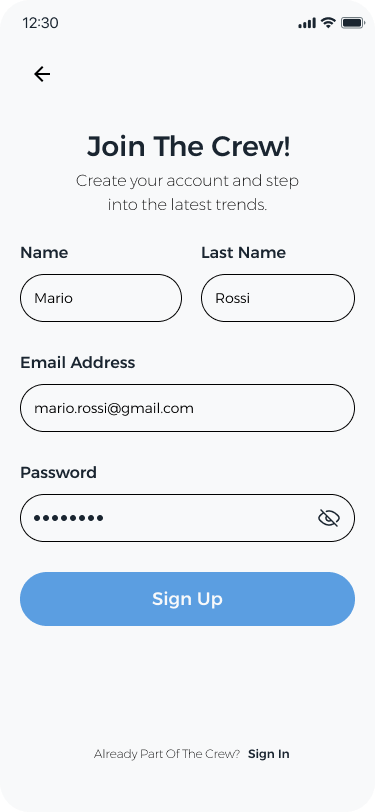 12:30
Join The Crew!
Create your account and step
into the latest trends.
Name Last Name
Mario Rossi
Email Address
mario.rossi@gmail.com
Password
••••••••
Sign Up
Already Part Of The Crew? Sign In